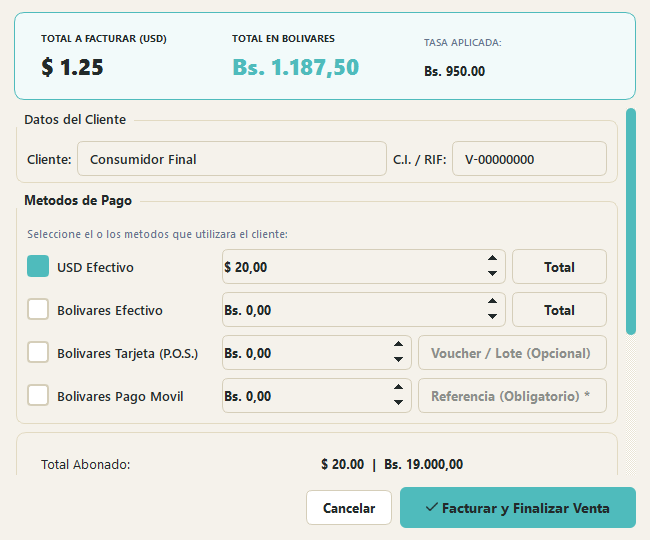 TOTAL A FACTURAR (USD)
$ 1.25
TOTAL EN BOLIVARES
Bs. 1.187,50
TASA APLICADA:
Bs. 950.00
Datos del Cliente
Cliente: Consumidor Final C.I. / RIF: V-00000000
Metodos de Pago
Seleccione el o los metodos que utilizara el cliente:
USD Efectivo $ 20,00 Total
Bolivares Efectivo Bs. 0,00 Total
Bolivares Tarjeta (P.O.S.) Bs. 0,00 Voucher / Lote (Opcional)
Bolivares Pago Movil Bs. 0,00 Referencia (Obligatorio) *
Total Abonado: $ 20.00 | Bs. 19.000,00
Cancelar ✓ Facturar y Finalizar Venta